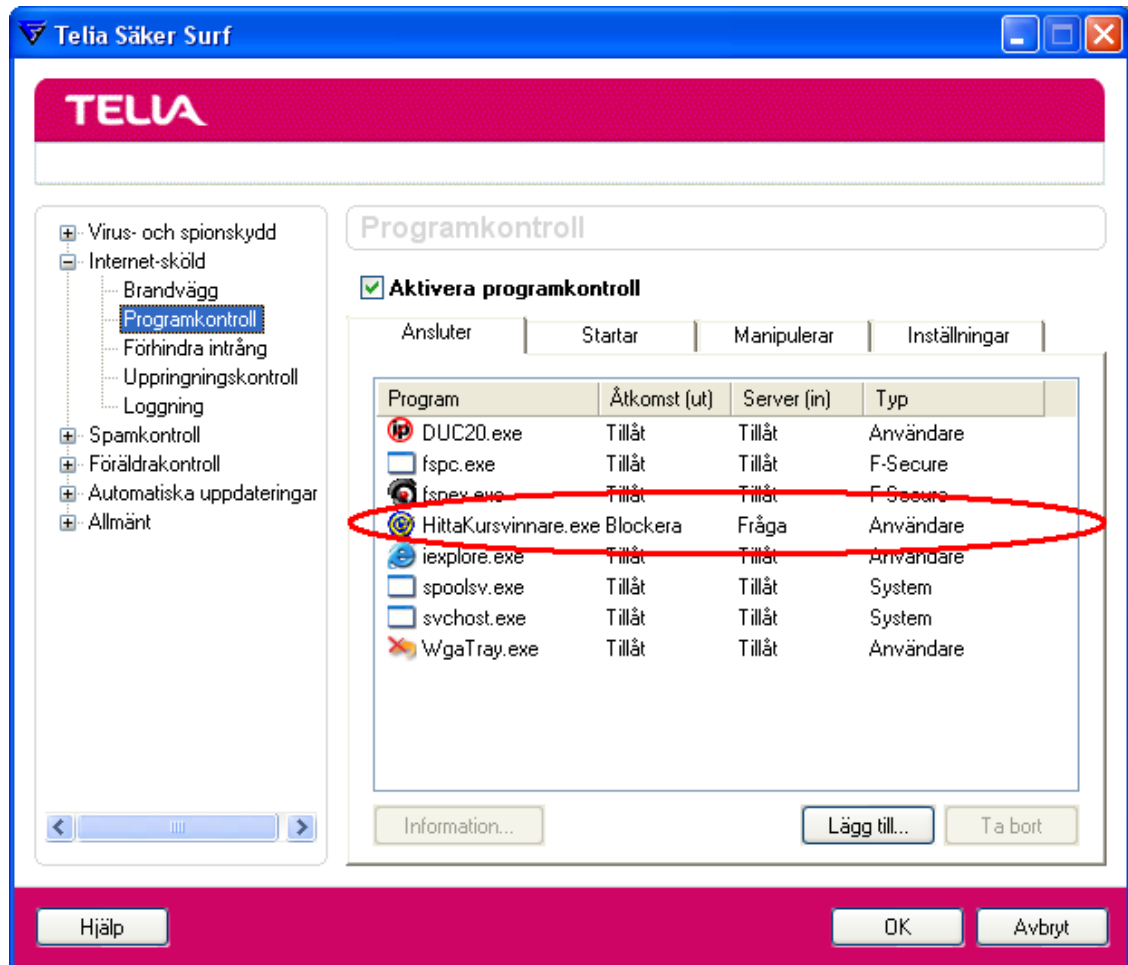 Telia Säker Surf
TELIA
Virus- och spionskydd
Internet-sköld
Brandvägg
Programkontroll
Förhindra intrång
Uppringningskontroll
Loggning
Spamkontroll
Föräldrakontroll
Automatiska uppdateringar
Allmänt
Programkontroll
Aktivera programkontroll
Ansluter Startar Manipulerar Inställningar
Program Åtkomst (ut) Server (in) Typ
DUC20.exe Tillåt Tillåt Användare
fspc.exe Tillåt Tillåt F-Secure
fspex.exe Tillåt Tillåt F-Secure
HittaKursvinnare.exe Blockera Fråga Användare
iexplore.exe Tillåt Tillåt Användare
spoolsv.exe Tillåt Tillåt System
svchost.exe Tillåt Tillåt System
WgaTray.exe Tillåt Tillåt Användare
Information... Lägg till... Ta bort
Hjälp OK Avbryt